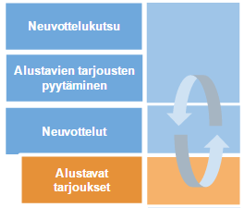 Neuvottelukutsu
Alustavien tarjousten
pyytäminen
Neuvottelut
Alustavat
tarjoukset